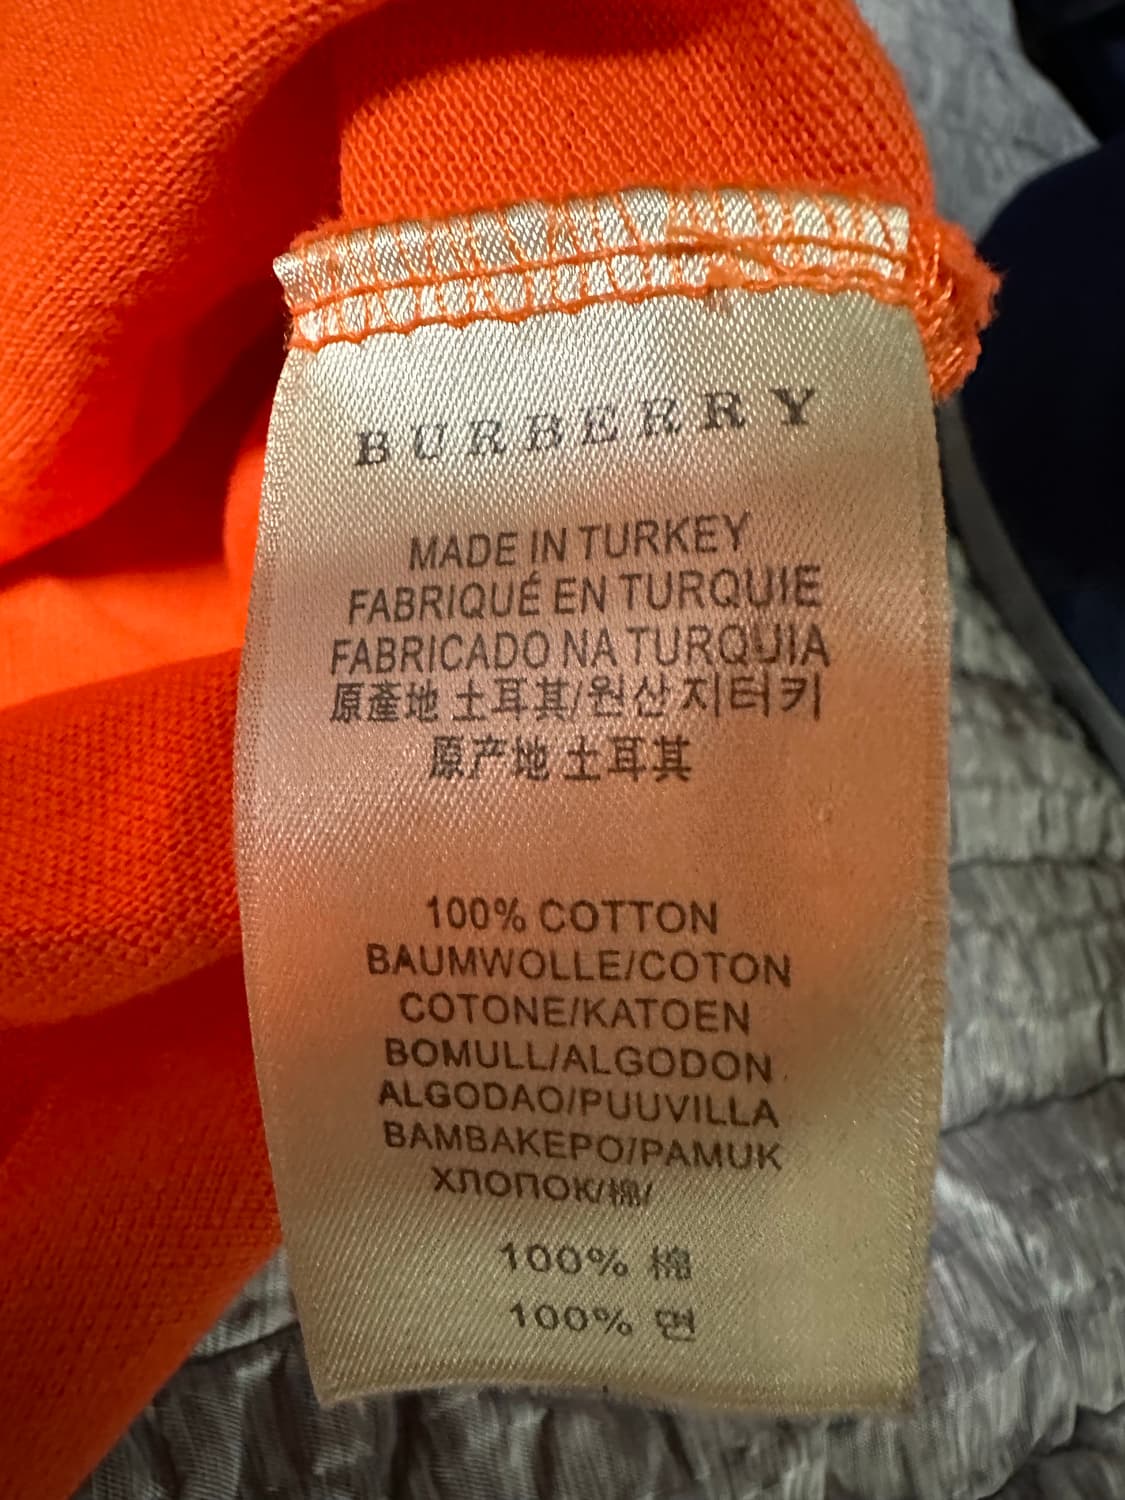 BURBERRY
MADE IN TURKEY
FABRIQUÉ EN TURQUIE
FABRICADO NA TURQUIA
原產地 土耳其/원산지터키
原产地 土耳其
100% COTTON
BAUMWOLLE/COTON
COTONE/KATOEN
BOMULL/ALGODON
ALGODAO/PUUVILLA
BAMBAKEPO/PAMUK
ХЛОПОК/棉/
100% 棉
100% 면